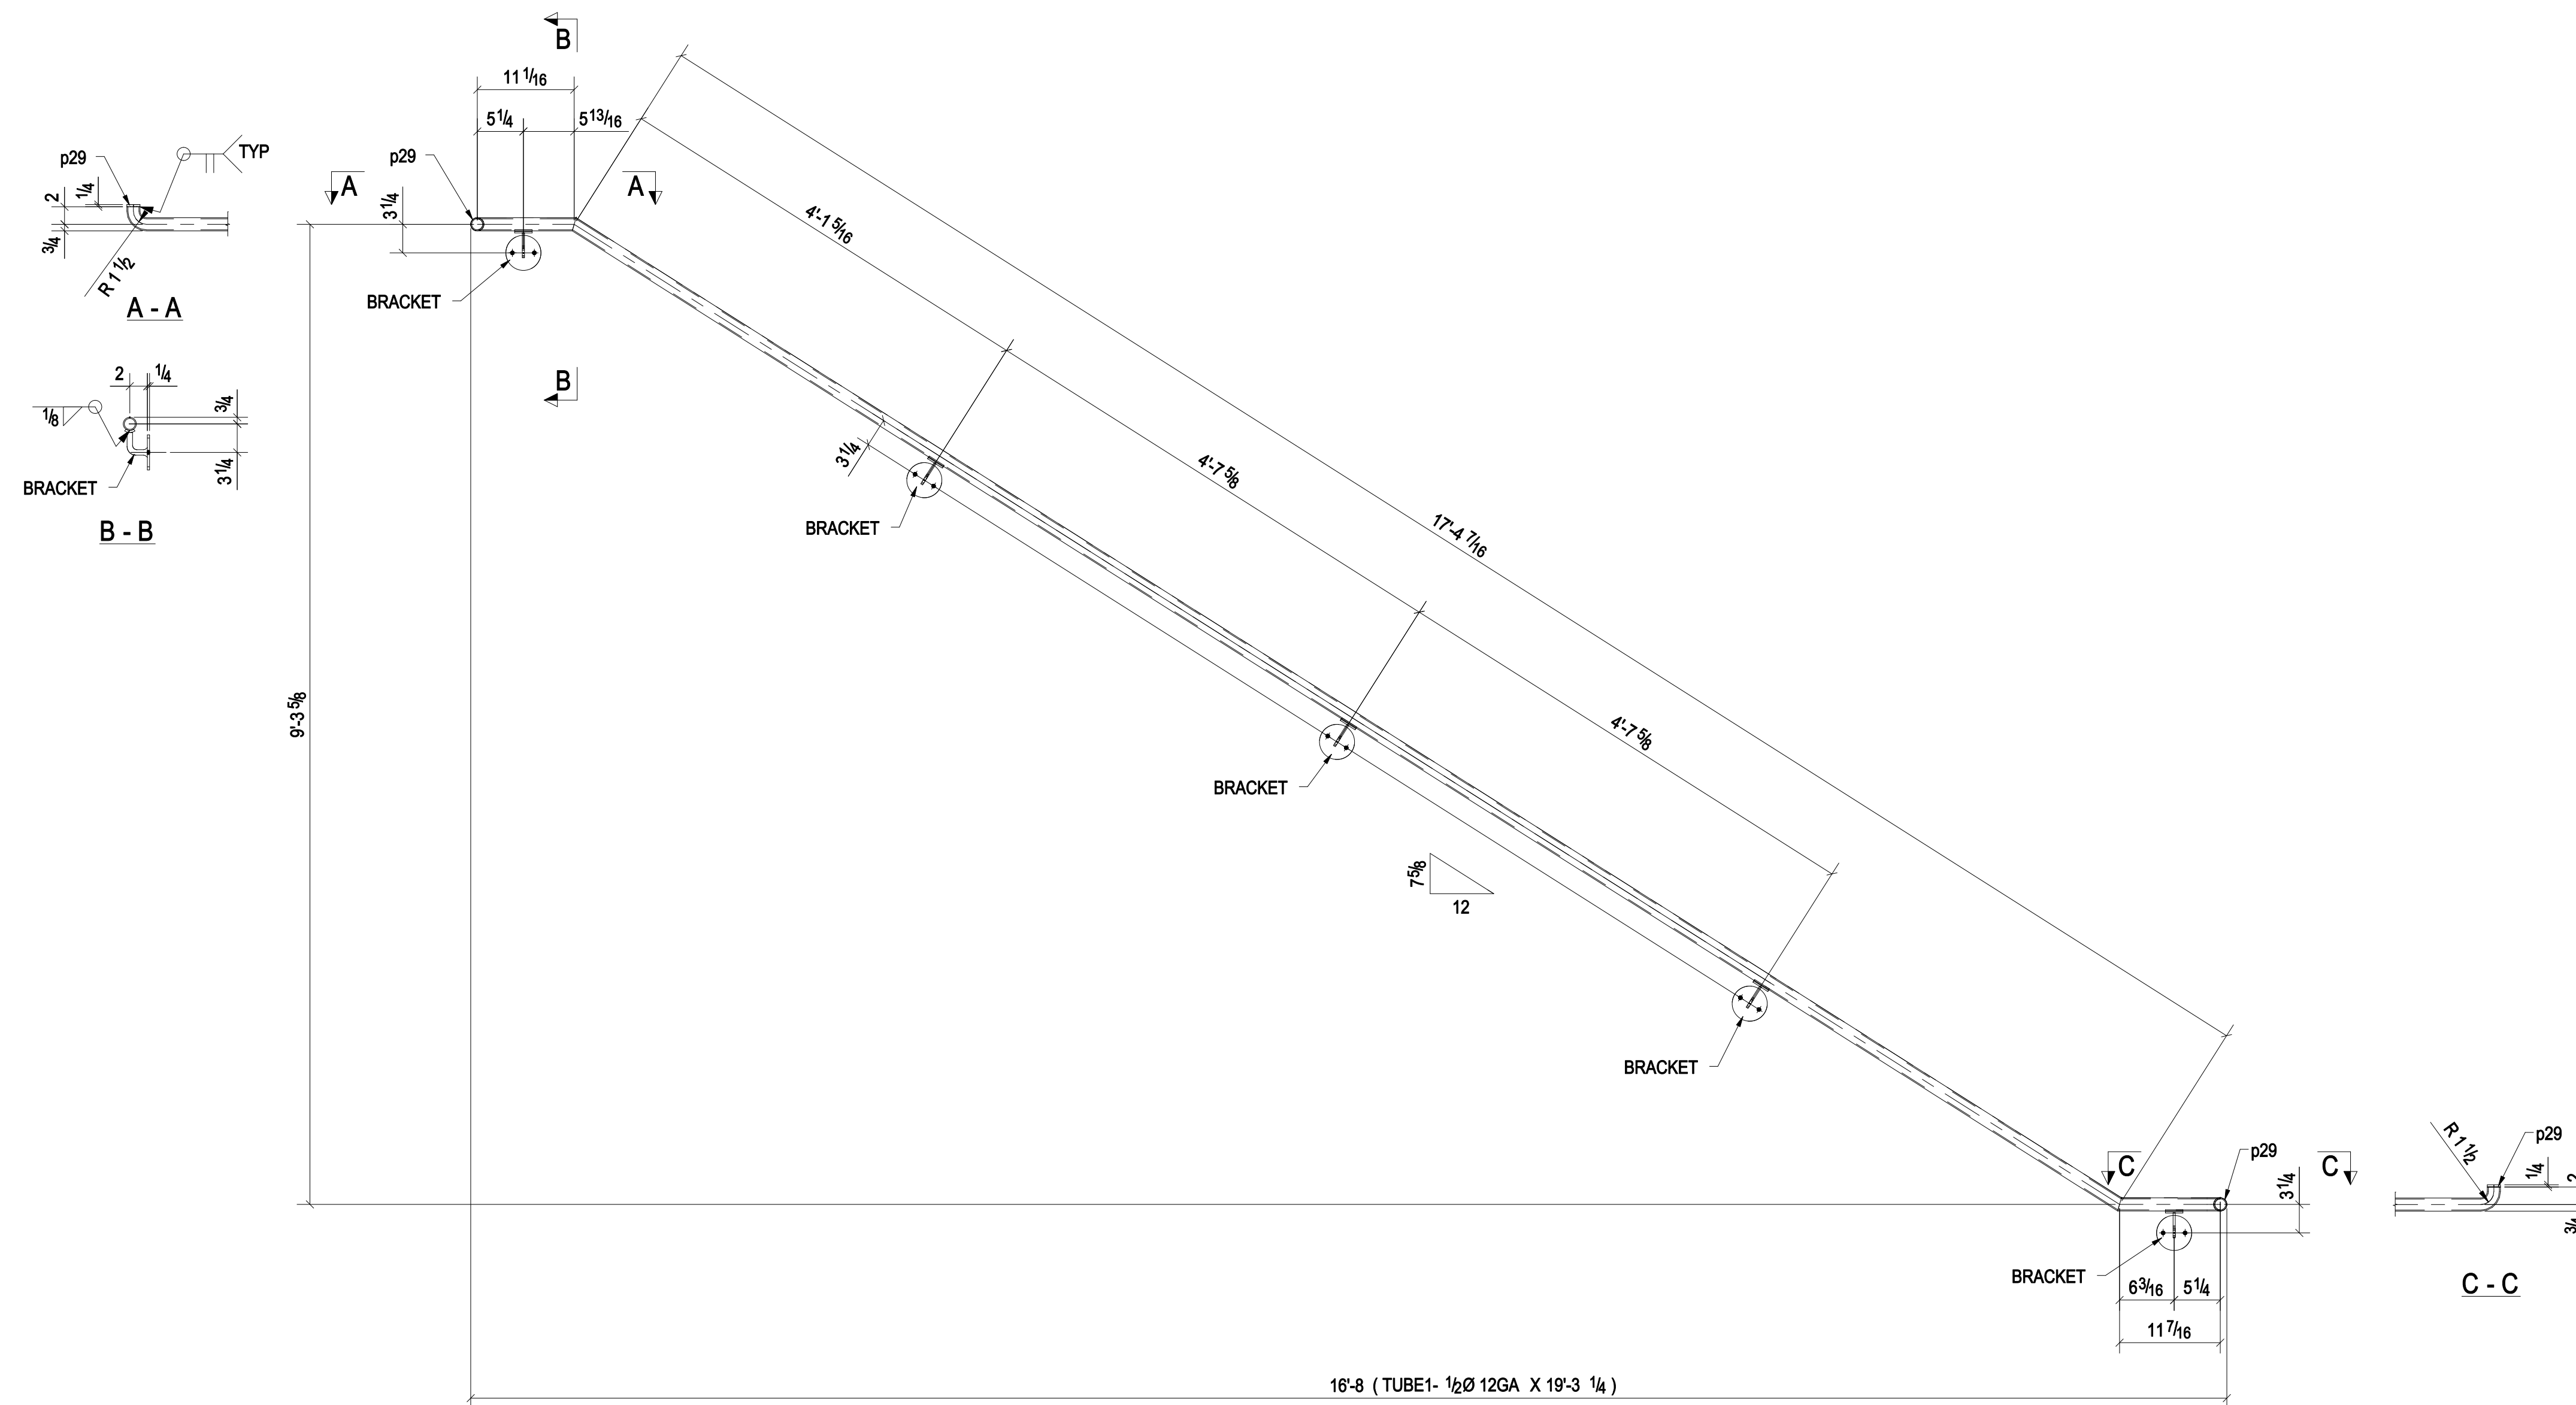 B
11 1/16
5 1/4
5 13/16
p29
TYP
p29
A
A
2
1/4
3/4
R 1 1/2
3 1/4
A - A
BRACKET
4'-1 5/16
2
1/4
B
1/8
3/4
3 1/4
BRACKET
B - B
3 1/4
BRACKET
4'-7 5/8
17'-4 7/16
9'-3 5/8
4'-7 5/8
BRACKET
7 5/8
12
BRACKET
C
p29
C
3 1/4
R 1 1/2
p29
1/4
2
3/4
BRACKET
6 3/16
5 1/4
C - C
11 7/16
16'-8 ( TUBE1- 1/2Ø 12GA X 19'-3 1/4 )